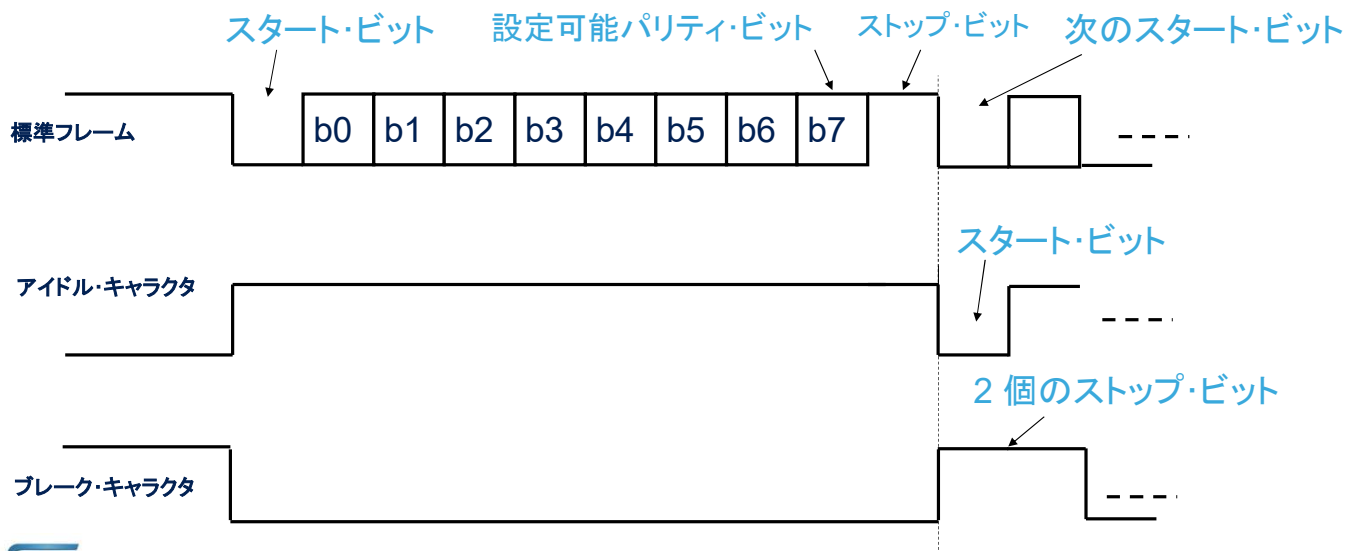 スタート・ビット 設定可能パリティ・ビット ストップ・ビット 次のスタート・ビット
標準フレーム b0 b1 b2 b3 b4 b5 b6 b7
スタート・ビット
アイドル・キャラクタ
2 個のストップ・ビット
ブレーク・キャラクタ